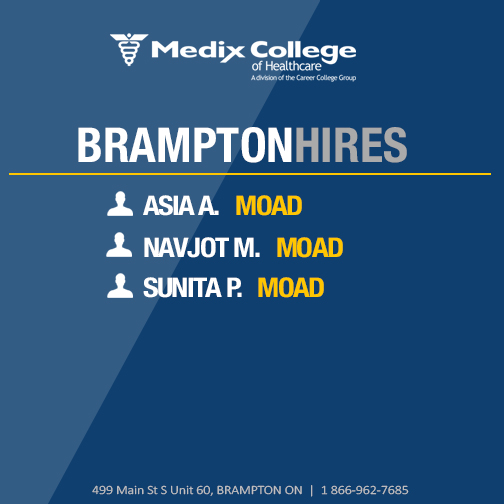 Medix College
of Healthcare
A division of the Career College Group
BRAMPTONHIRES
ASIA A. MOAD
NAVJOT M. MOAD
SUNITA P. MOAD
499 Main St S Unit 60, BRAMPTON ON | 1 866-962-7685